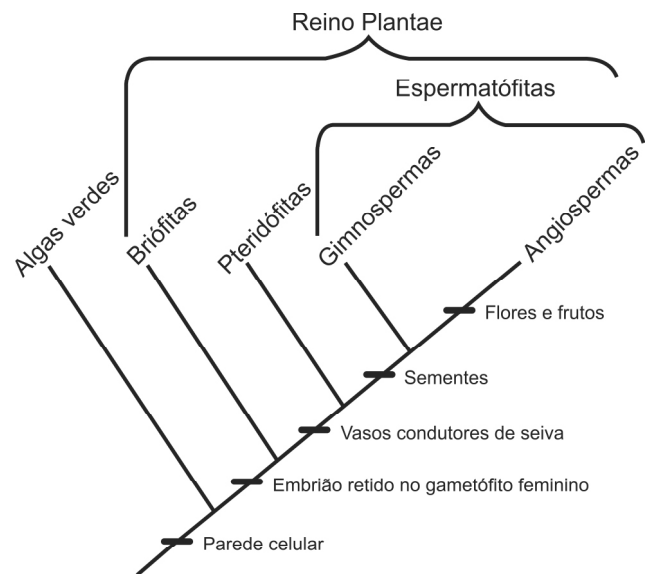 Reino Plantae
Espermatófitas
Algas verdes
Briófitas
Pteridófitas
Gimnospermas
Angiospermas
Flores e frutos
Sementes
Vasos condutores de seiva
Embrião retido no gametófito feminino
Parede celular